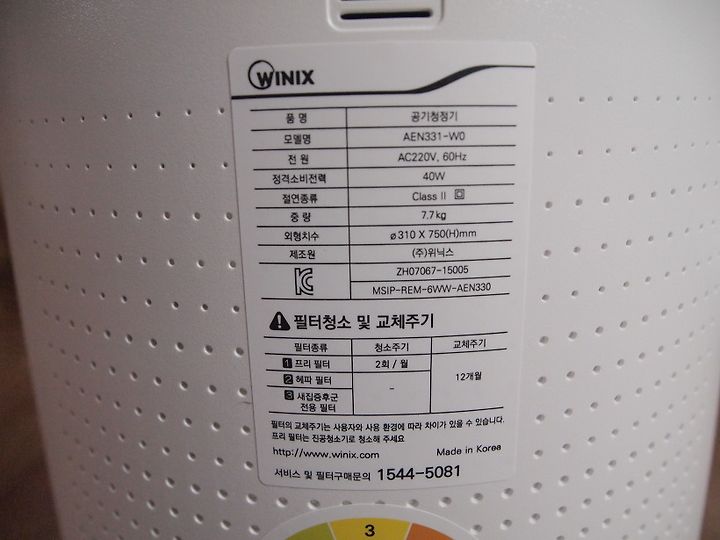 WINIX
품 명 공기청정기
모델명 AEN331-W0
전 원 AC220V, 60Hz
정격소비전력 40W
절연종류 Class II
중 량 7.7kg
외형치수 ø310 X 750(H)mm
제조원 (주)위닉스
ZH07067-15005
MSIP-REM-6WW-AEN330
필터청소 및 교체주기
필터종류 청소주기 교체주기
1 프리 필터 2회 / 월
2 헤파 필터 - 12개월
3 새집증후군
전용 필터
필터의 교체주기는 사용자와 사용 환경에 따라 차이가 있을 수 있습니다.
프리 필터는 진공청소기로 청소해 주세요
http://www.winix.com Made in Korea
서비스 및 필터구매문의 1544-5081
3